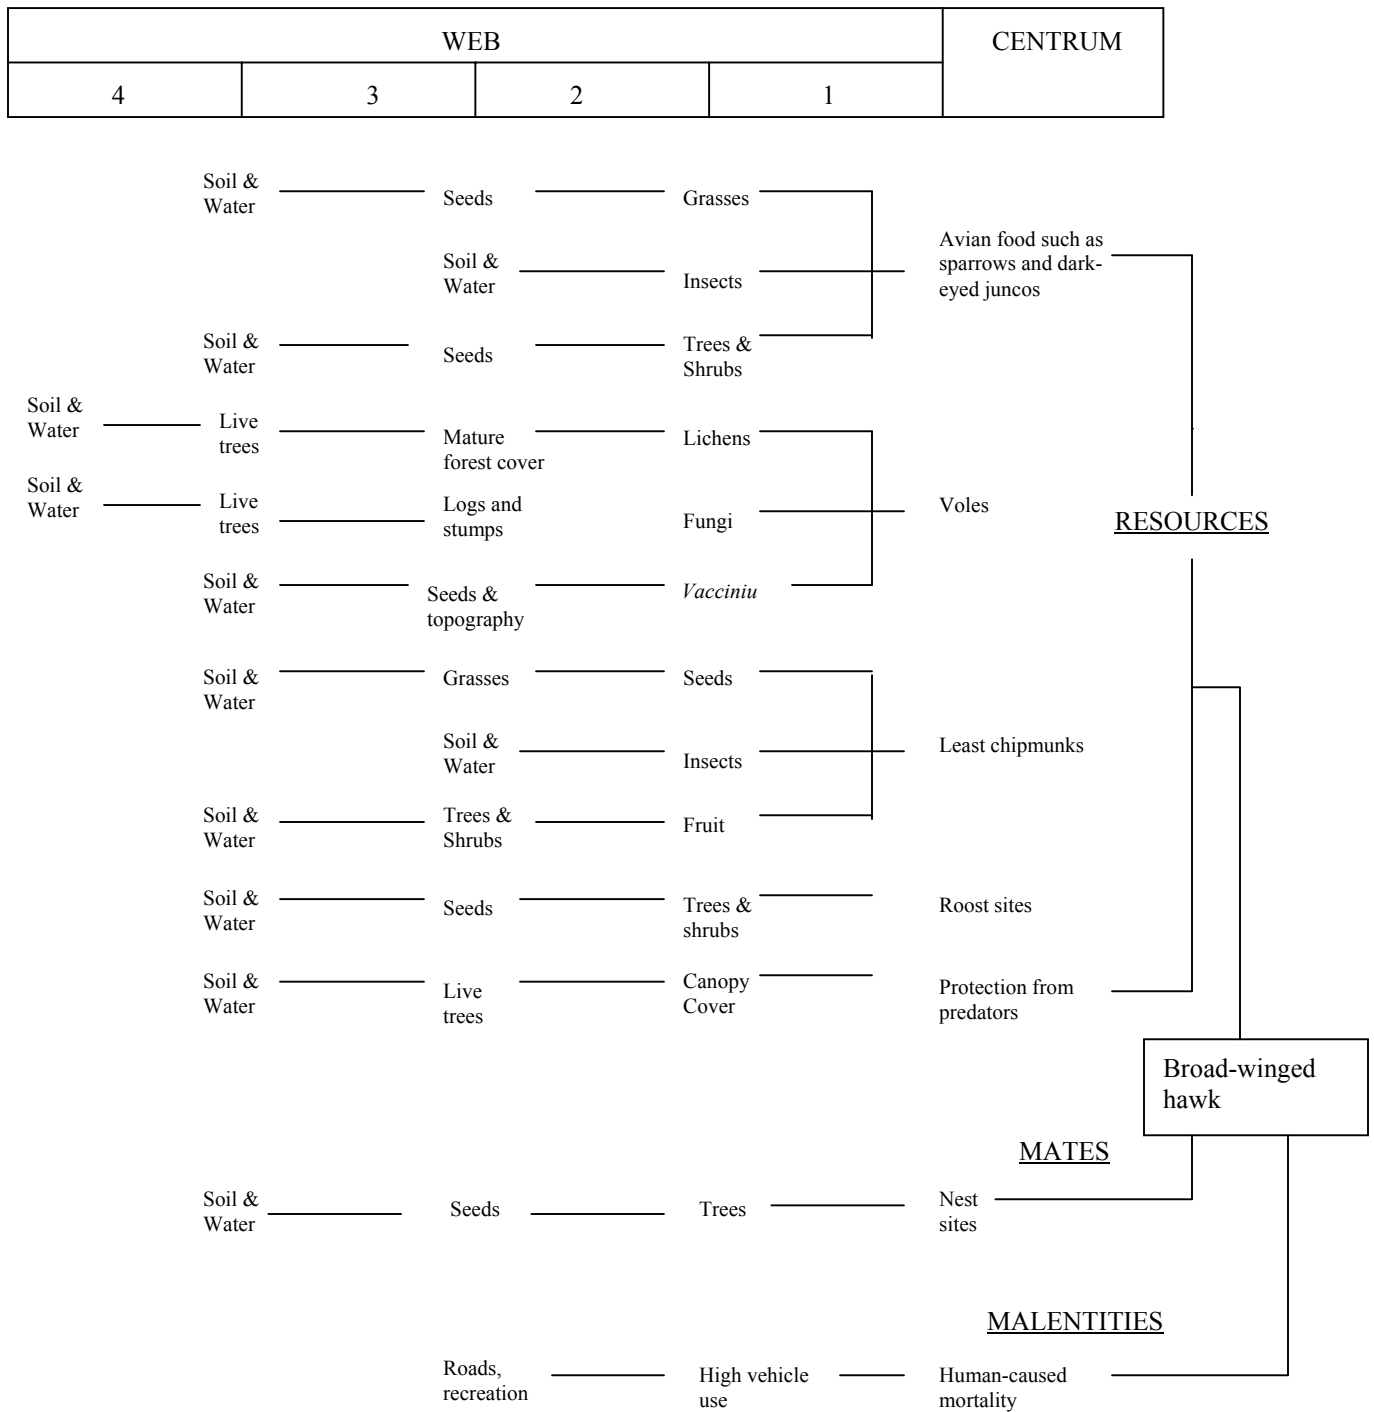 WEB
CENTRUM
4
3
2
1
Soil &
Water
Seeds
Grasses
Soil &
Water
Insects
Avian food such as
sparrows and dark-
eyed juncos
Soil &
Water
Seeds
Trees &
Shrubs
Soil &
Water
Live
trees
Mature
forest cover
Lichens
Soil &
Water
Live
trees
Logs and
stumps
Fungi
Voles
RESOURCES
Soil &
Water
Seeds &
topography
Vacciniu
Soil &
Water
Grasses
Seeds
Soil &
Water
Insects
Least chipmunks
Soil &
Water
Trees &
Shrubs
Fruit
Soil &
Water
Seeds
Trees &
shrubs
Roost sites
Soil &
Water
Live
trees
Canopy
Cover
Protection from
predators
Broad-winged
hawk
MATES
Soil &
Water
Seeds
Trees
Nest
sites
MALENTITIES
Roads,
recreation
High vehicle
use
Human-caused
mortality